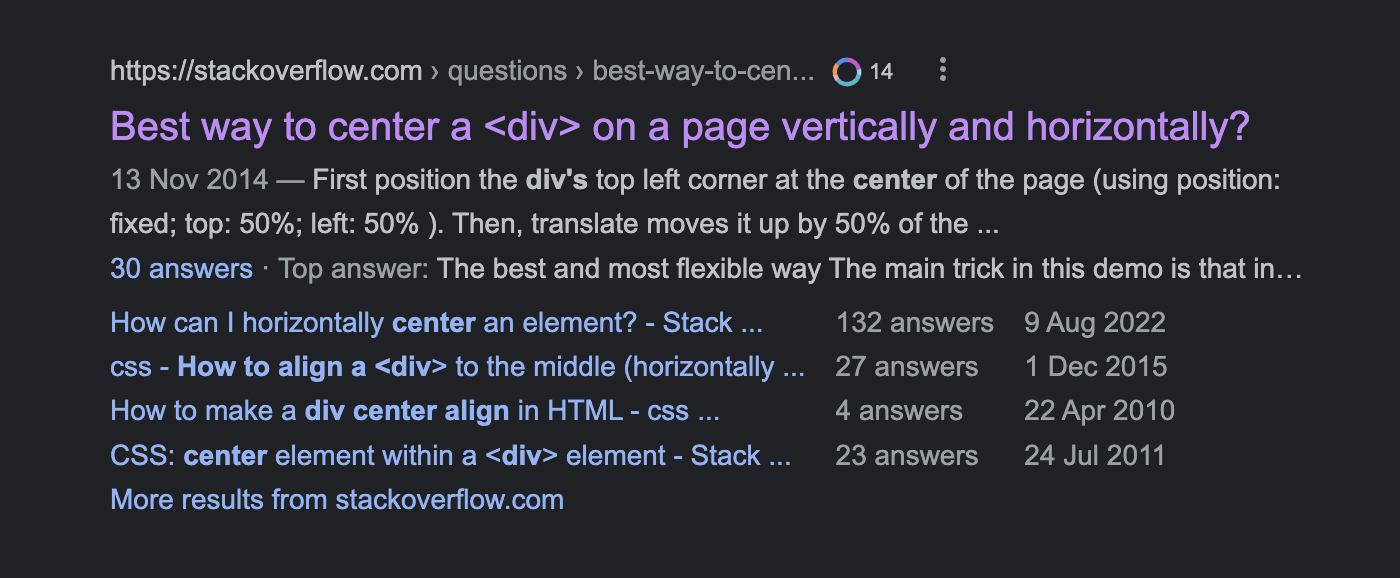 https://stackoverflow.com › questions › best-way-to-cen... 14
Best way to center a <div> on a page vertically and horizontally?
13 Nov 2014 — First position the div's top left corner at the center of the page (using position:
fixed; top: 50%; left: 50% ). Then, translate moves it up by 50% of the ...
30 answers · Top answer: The best and most flexible way The main trick in this demo is that in…
How can I horizontally center an element? - Stack ... 132 answers 9 Aug 2022
css - How to align a <div> to the middle (horizontally ... 27 answers 1 Dec 2015
How to make a div center align in HTML - css ... 4 answers 22 Apr 2010
CSS: center element within a <div> element - Stack ... 23 answers 24 Jul 2011
More results from stackoverflow.com